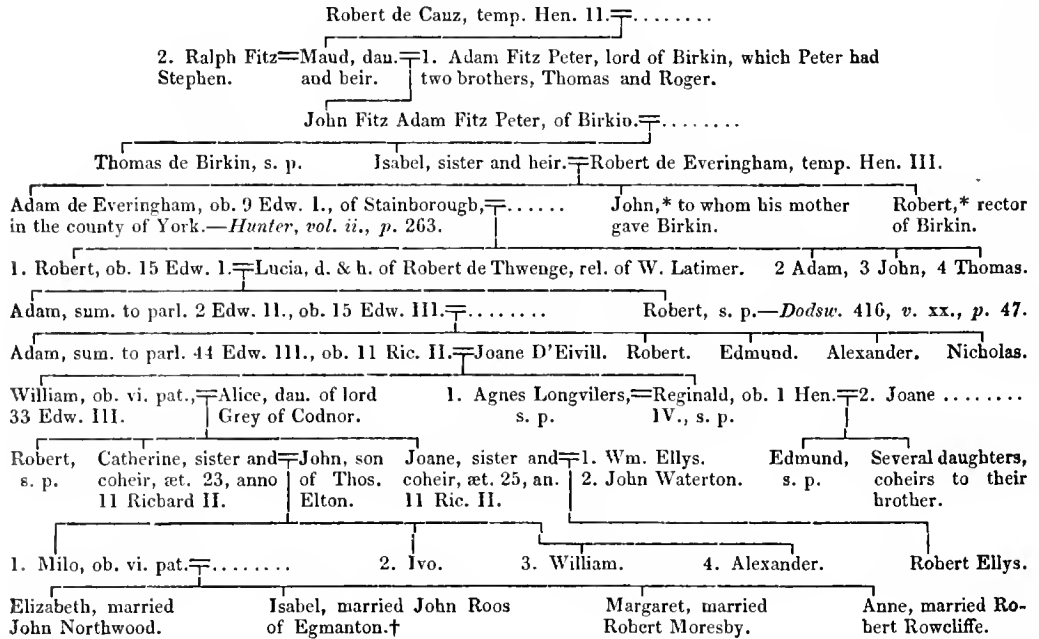 Robert de Cauz, temp. Hen. II.=........
2. Ralph Fitz=Maud, dau.=1. Adam Fitz Peter, lord of Birkin, which Peter had
Stephen. and heir. two brothers, Thomas and Roger.
John Fitz Adam Fitz Peter, of Birkin.=........
Thomas de Birkin, s. p. Isabel, sister and heir.=Robert de Everingham, temp. Hen. III.
Adam de Everingham, ob. 9 Edw. I., of Stainborough,=...... John,* to whom his mother Robert,* rector
in the county of York.—Hunter, vol. ii., p. 263. gave Birkin. of Birkin.
1. Robert, ob. 15 Edw. I.=Lucia, d. & h. of Robert de Thwenge, rel. of W. Latimer. 2 Adam, 3 John, 4 Thomas.
Adam, sum. to parl. 2 Edw. II., ob. 15 Edw. III.=........ Robert, s. p.—Dodsw. 416, v. xx., p. 47.
Adam, sum. to parl. 44 Edw. III., ob. 11 Ric. II.=Joane D'Eivill. Robert. Edmund. Alexander. Nicholas.
William, ob. vi. pat.,=Alice, dau. of lord 1. Agnes Longvilers,=Reginald, ob. 1 Hen.=2. Joane ........
33 Edw. III. Grey of Codnor. s. p. IV., s. p.
Robert, Catherine, sister and=John, son Joane, sister and=1. Wm. Ellys. Edmund, Several daughters,
s. p. coheir, æt. 23, anno of Thos. coheir, æt. 25, an. 2. John Waterton. s. p. coheirs to their
11 Richard II. Elton. 11 Ric. II. brother.
1. Milo, ob. vi. pat.=........ 2. Ivo. 3. William. 4. Alexander. Robert Ellys.
Elizabeth, married Isabel, married John Roos Margaret, married Anne, married Ro-
John Northwood. of Egmanton.† Robert Moresby. bert Rowcliffe.